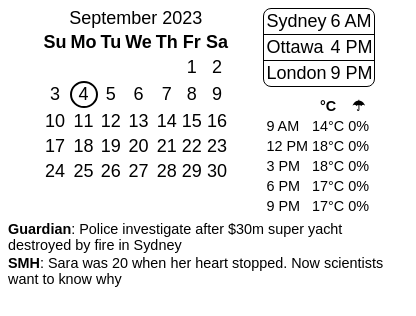 September 2023
Su Mo Tu We Th Fr Sa
1 2
3 4 5 6 7 8 9
10 11 12 13 14 15 16
17 18 19 20 21 22 23
24 25 26 27 28 29 30
Sydney 6 AM
Ottawa 4 PM
London 9 PM
°C ☂
9 AM 14°C 0%
12 PM 18°C 0%
3 PM 18°C 0%
6 PM 17°C 0%
9 PM 17°C 0%
Guardian: Police investigate after $30m super yacht
destroyed by fire in Sydney
SMH: Sara was 20 when her heart stopped. Now scientists
want to know why